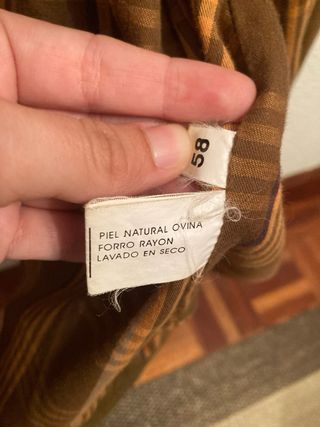 58
PIEL NATURAL OVINA
FORRO RAYON
LAVADO EN SECO